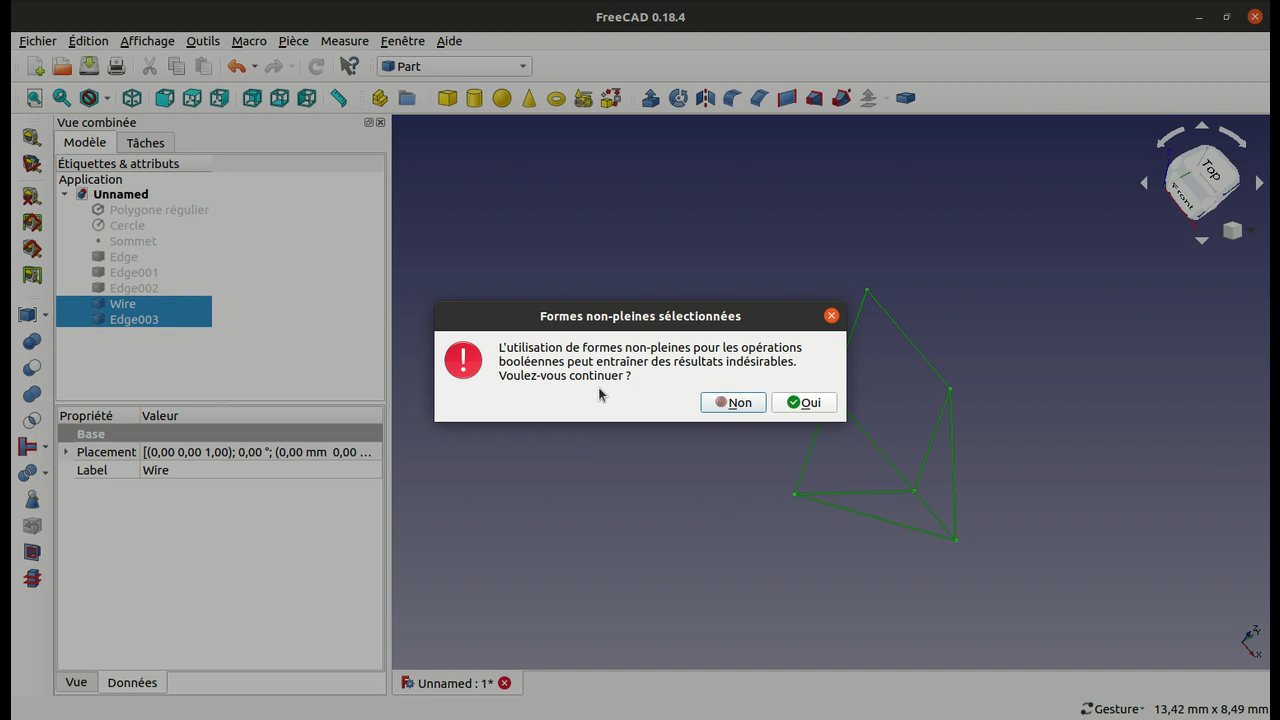 FreeCAD 0.18.4
Fichier Édition Affichage Outils Macro Pièce Measure Fenêtre Aide
Part
Vue combinée
Modèle Tâches
Étiquettes & attributs
Application
Unnamed
Polygone régulier
Cercle
Sommet
Edge
Edge001
Edge002
Wire
Edge003
Top
Front
Formes non-pleines sélectionnées
L'utilisation de formes non-pleines pour les opérations
booléennes peut entraîner des résultats indésirables.
Voulez-vous continuer ?
Non Oui
Propriété Valeur
Base
Placement [(0,00 0,00 1,00); 0,00 °; (0,00 mm 0,00 ...
Label Wire
Vue Données
Unnamed : 1*
Z Y
X
Gesture 13,42 mm x 8,49 mm